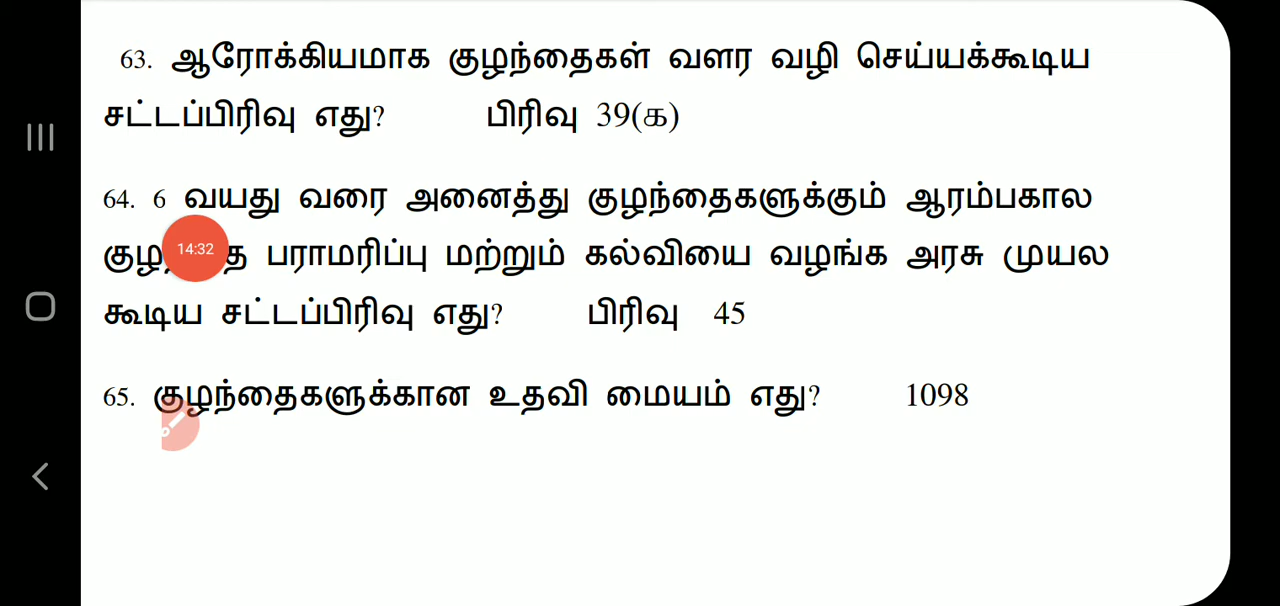 63. ஆரோக்கியமாக குழந்தைகள் வளர வழி செய்யக்கூடிய
சட்டப்பிரிவு எது? பிரிவு 39(க)
64. 6 வயது வரை அனைத்து குழந்தைகளுக்கும் ஆரம்பகால
14:32 பராமரிப்பு மற்றும் கல்வியை வழங்க அரசு முயல
கூடிய சட்டப்பிரிவு எது? பிரிவு 45
65. குழந்தைகளுக்கான உதவி மையம் எது? 1098